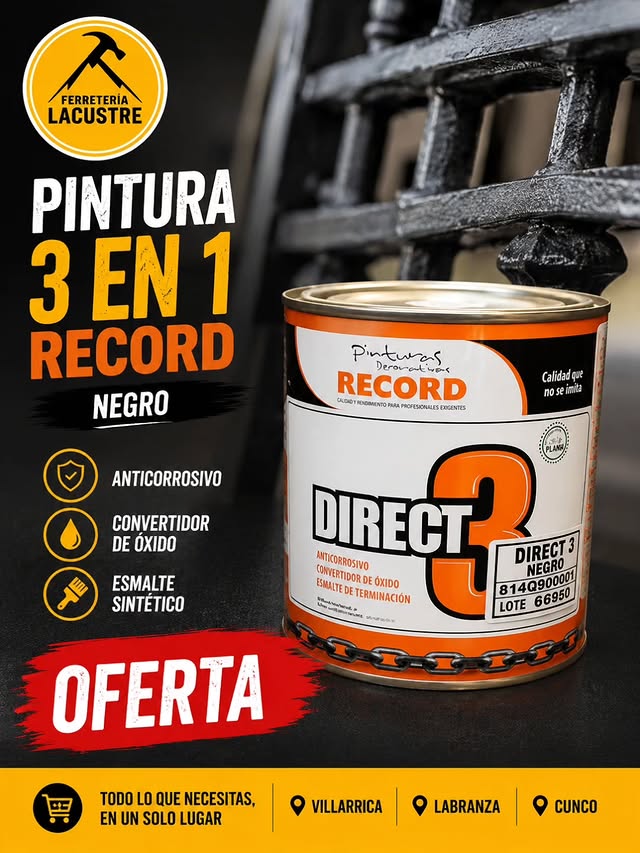 FERRETERÍA
LACUSTRE
PINTURA
3 EN 1
RECORD
NEGRO
ANTICORROSIVO
CONVERTIDOR
DE ÓXIDO
ESMALTE
SINTÉTICO
OFERTA
Pinturas
Decorativas
RECORD
CALIDAD Y RENDIMIENTO PARA PROFESIONALES EXIGENTES
Calidad que
no se imita
DIRECT 3
ANTICORROSIVO
CONVERTIDOR DE ÓXIDO
ESMALTE DE TERMINACIÓN
DIRECT 3
NEGRO
814Q900001
LOTE 66950
TODO LO QUE NECESITAS,
EN UN SOLO LUGAR
VILLARRICA
LABRANZA
CUNCO